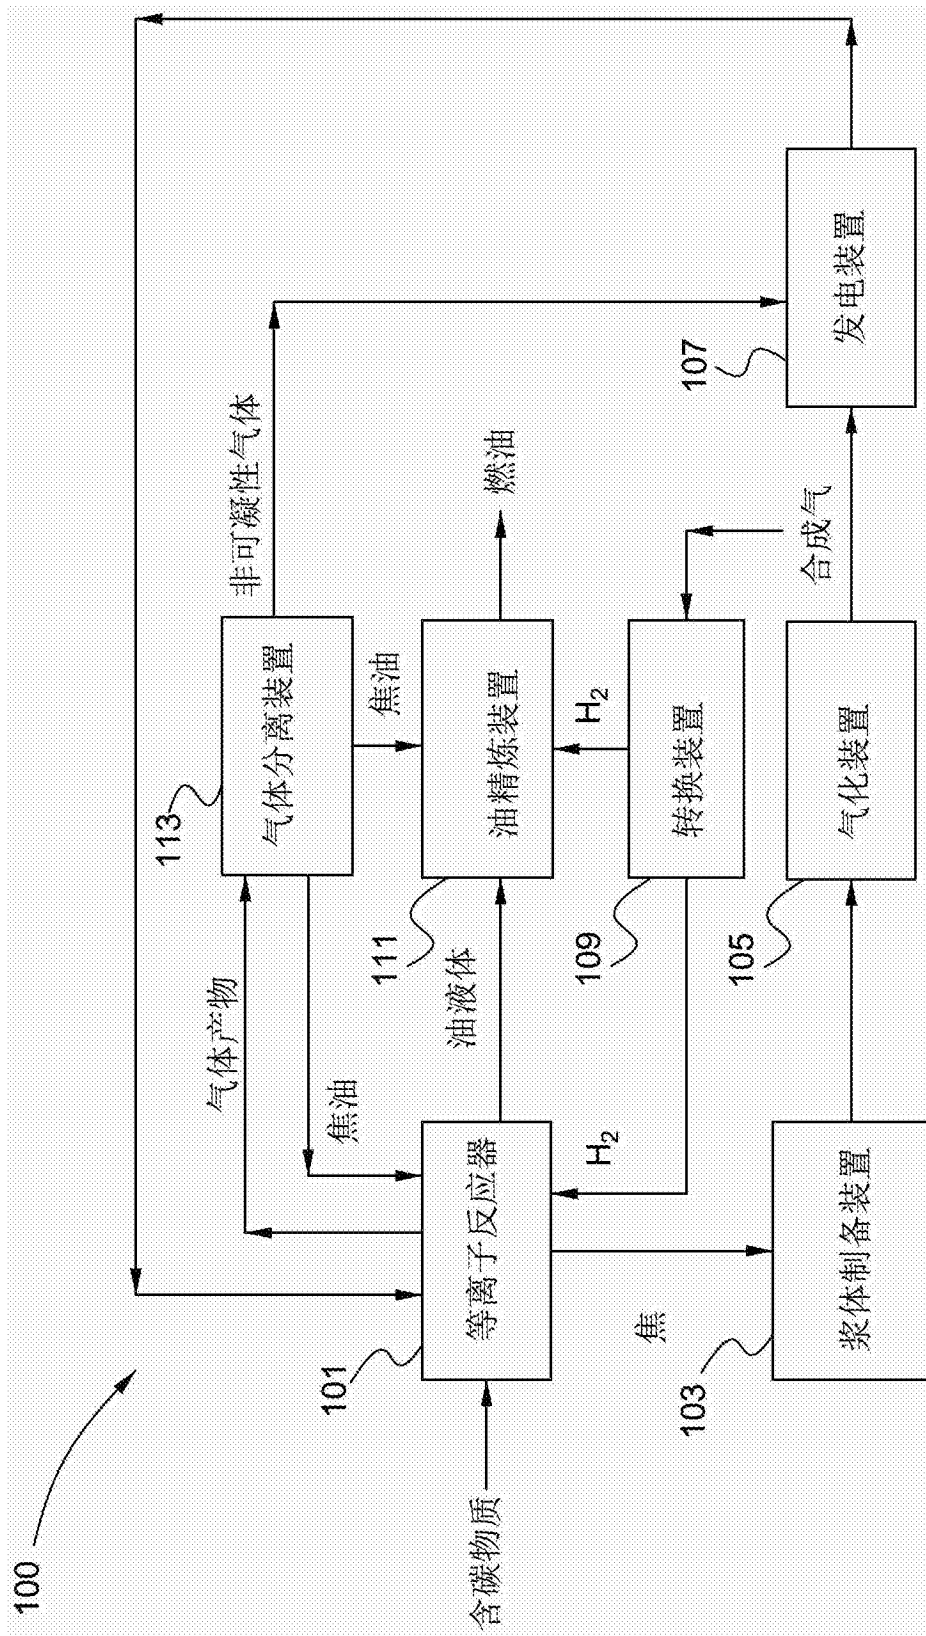 100
含碳物质
101
等离子反应器
气体产物
焦油
113
气体分离装置
焦油
非可凝性气体
油液体
111
油精炼装置
燃油
H₂
H₂
109
转换装置
合成气
焦
103
浆体制备装置
105
气化装置
107
发电装置